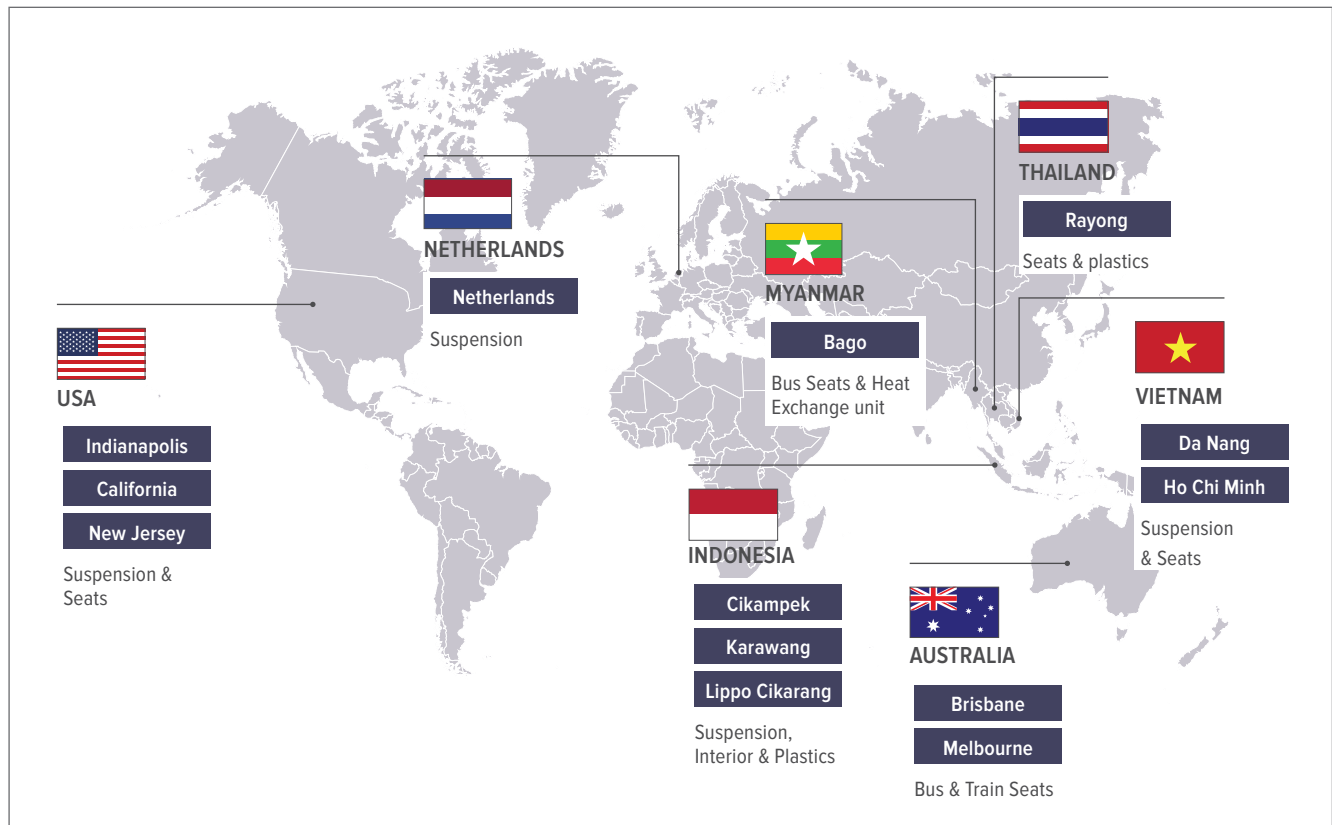 THAILAND
Rayong
Seats & plastics
NETHERLANDS
Netherlands
Suspension
MYANMAR
Bago
Bus Seats & Heat
Exchange unit
USA
Indianapolis
California
New Jersey
Suspension &
Seats
VIETNAM
Da Nang
Ho Chi Minh
Suspension
& Seats
INDONESIA
Cikampek
Karawang
Lippo Cikarang
Suspension,
Interior & Plastics
AUSTRALIA
Brisbane
Melbourne
Bus & Train Seats